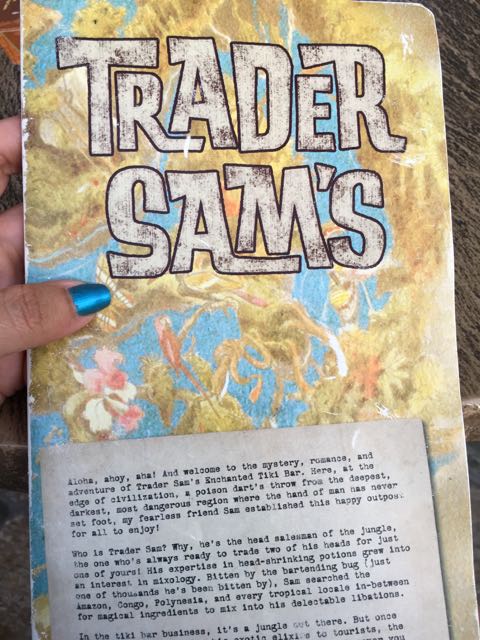 TRADER
SAM'S
Aloha, ahoy, aha! And welcome to the mystery, romance, and
adventure of Trader Sam's Enchanted Tiki Bar. Here, at the
edge of civilization, a poison dart's throw from the deepest,
darkest, most dangerous region where the hand of man has never
set foot, my fearless friend Sam established this happy outpost
for all to enjoy!
Who is Trader Sam? Why, he's the head salesman of the jungle,
the one who's always ready to trade two of his heads for just
one of yours! His expertise in head-shrinking potions grew into
an interest in mixology. Bitten by the bartending bug (just
one of thousands he's been bitten by), Sam searched the
Amazon, Congo, Polynesia, and every tropical locale in-between
for magical ingredients to mix into his delectable libations.
In the tiki bar business, it's a jungle out there. But once
exotic elixirs to tourists, the